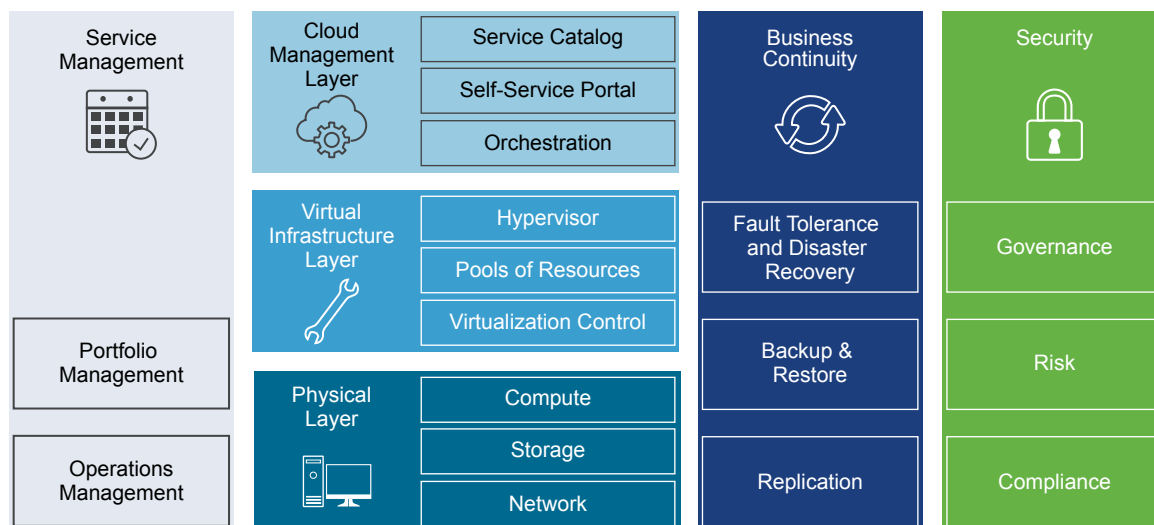 Service
Management
Portfolio
Management
Operations
Management
Cloud
Management
Layer
Service Catalog
Self-Service Portal
Orchestration
Virtual
Infrastructure
Layer
Hypervisor
Pools of Resources
Virtualization Control
Physical
Layer
Compute
Storage
Network
Business
Continuity
Fault Tolerance
and Disaster
Recovery
Backup &
Restore
Replication
Security
Governance
Risk
Compliance